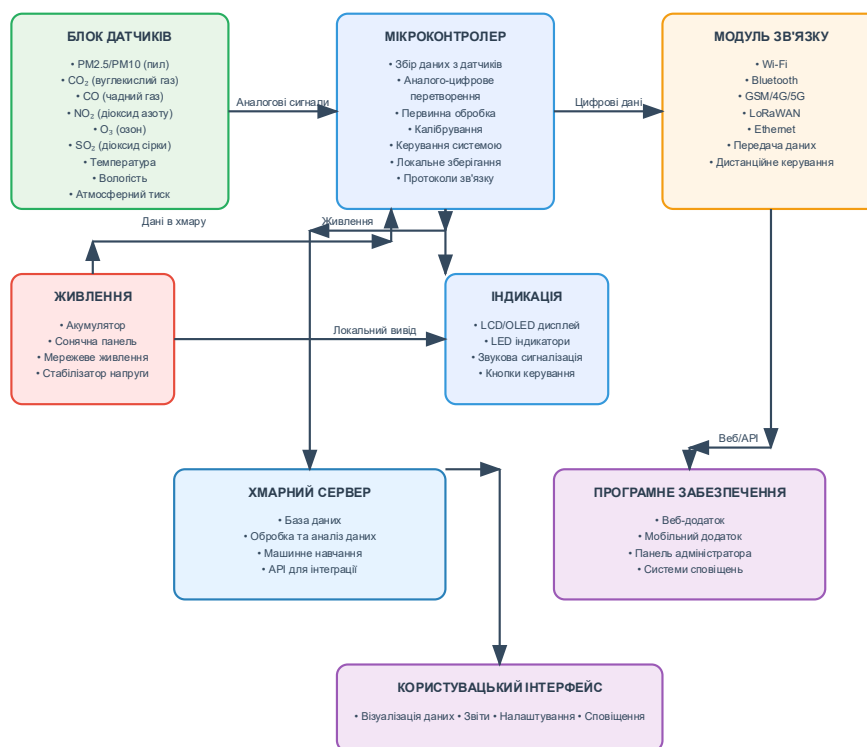 БЛОК ДАТЧИКІВ
• PM2.5/PM10 (пил)
• CO₂ (вуглекислий газ)
• CO (чадний газ)
• NO₂ (діоксид азоту)
• O₃ (озон)
• SO₂ (діоксид сірки)
• Температура
• Вологість
• Атмосферний тиск
Аналогові сигнали
МІКРОКОНТРОЛЕР
• Збір даних з датчиків
• Аналого-цифрове
перетворення
• Первинна обробка
• Калібрування
• Керування системою
• Локальне зберігання
• Протоколи зв'язку
Цифрові дані
МОДУЛЬ ЗВ'ЯЗКУ
• Wi-Fi
• Bluetooth
• GSM/4G/5G
• LoRaWAN
• Ethernet
• Передача даних
• Дистанційне керування
Дані в хмару
Живлення
ЖИВЛЕННЯ
• Акумулятор
• Сонячна панель
• Мережеве живлення
• Стабілізатор напруги
Локальний вивід
ІНДИКАЦІЯ
• LCD/OLED дисплей
• LED індикатори
• Звукова сигналізація
• Кнопки керування
Веб/API
ХМАРНИЙ СЕРВЕР
• База даних
• Обробка та аналіз даних
• Машинне навчання
• API для інтеграції
ПРОГРАМНЕ ЗАБЕЗПЕЧЕННЯ
• Веб-додаток
• Мобільний додаток
• Панель адміністратора
• Системи сповіщень
КОРИСТУВАЦЬКИЙ ІНТЕРФЕЙС
• Візуалізація даних • Звіти • Налаштування • Сповіщення